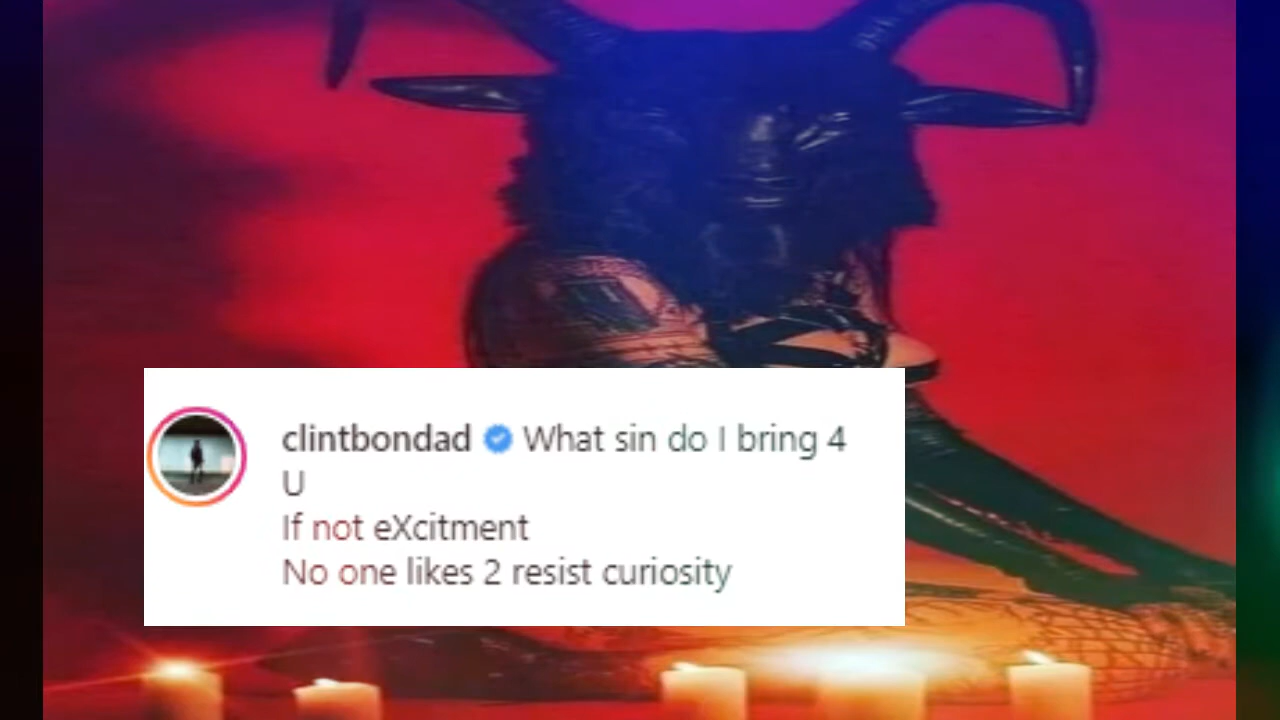 clintbondad What sin do I bring 4
U
If not eXcitment
No one likes 2 resist curiosity